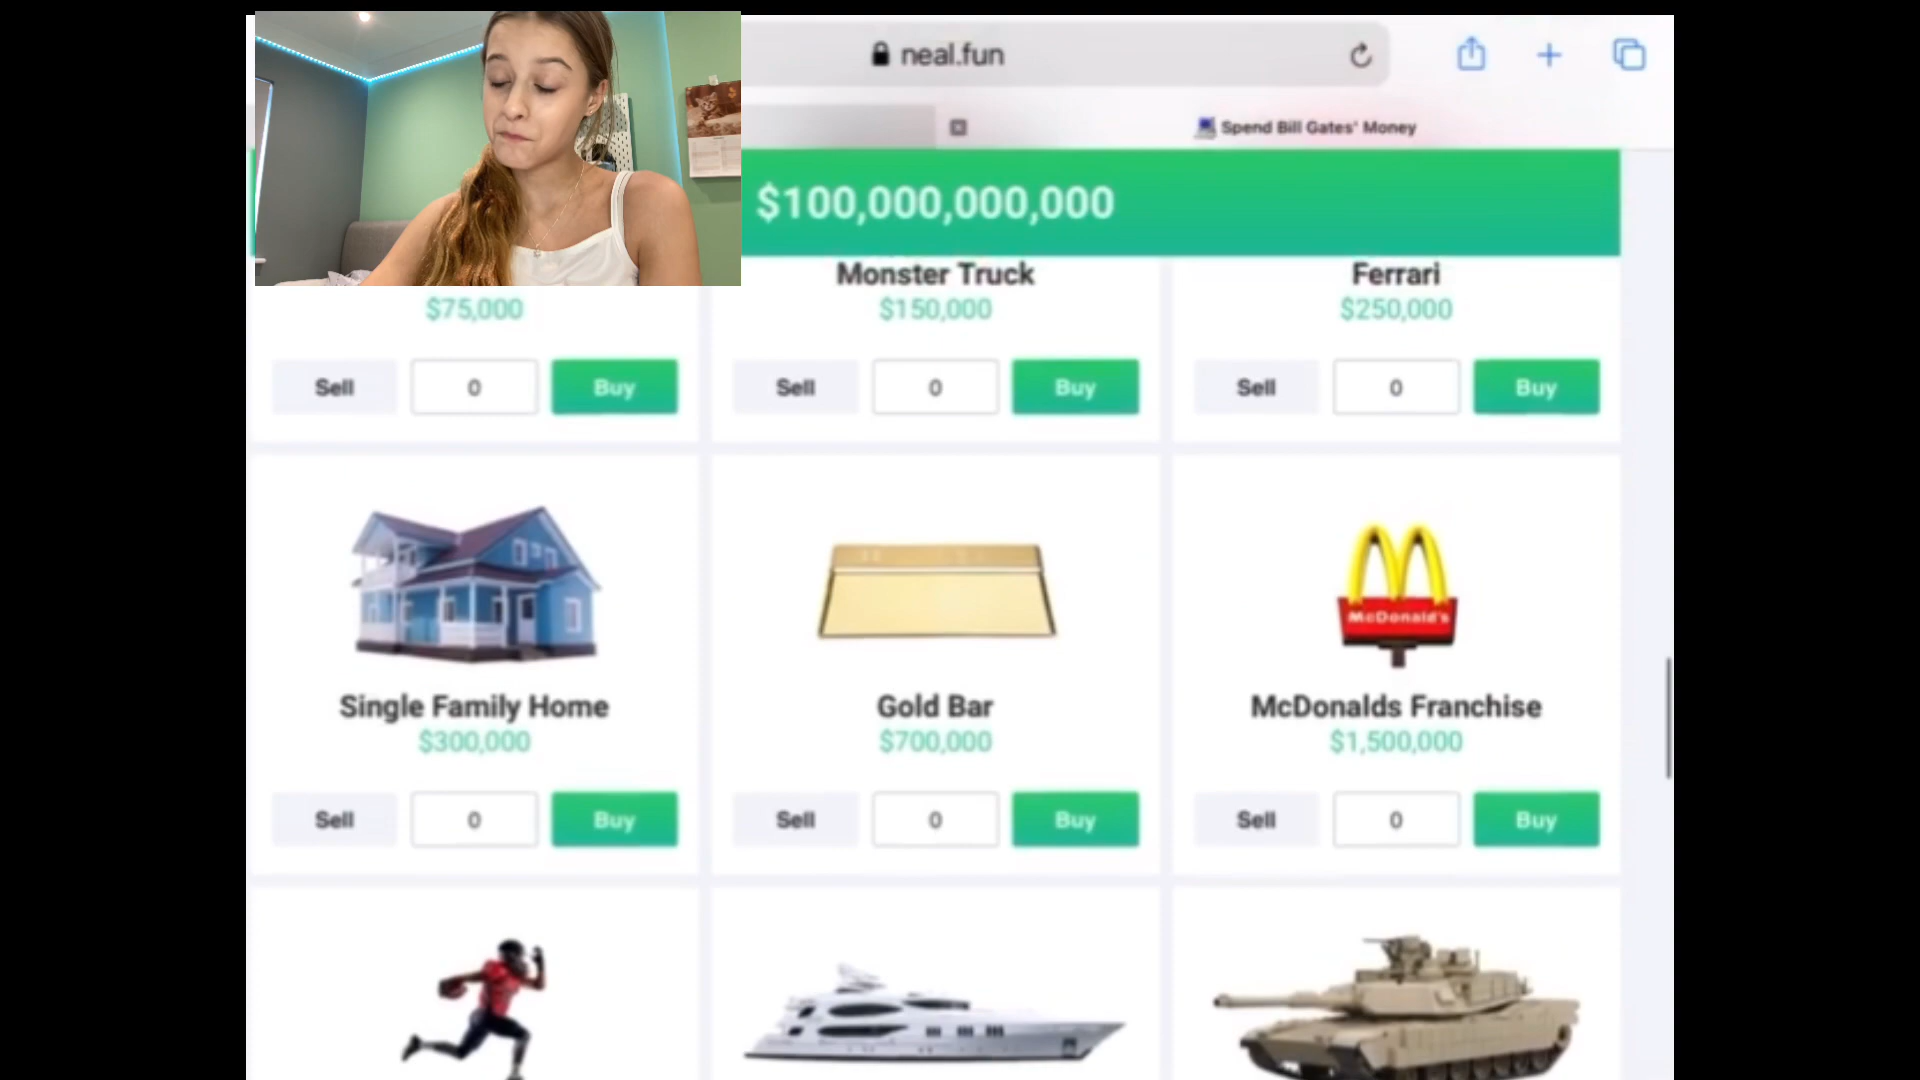 neal.fun
Spend Bill Gates' Money
$100,000,000,000
Monster Truck
Ferrari
$75,000
$150,000
$250,000
Sell 0 Buy
Sell 0 Buy
Sell 0 Buy
McDonald's
Single Family Home
Gold Bar
McDonalds Franchise
$300,000
$700,000
$1,500,000
Sell 0 Buy
Sell 0 Buy
Sell 0 Buy